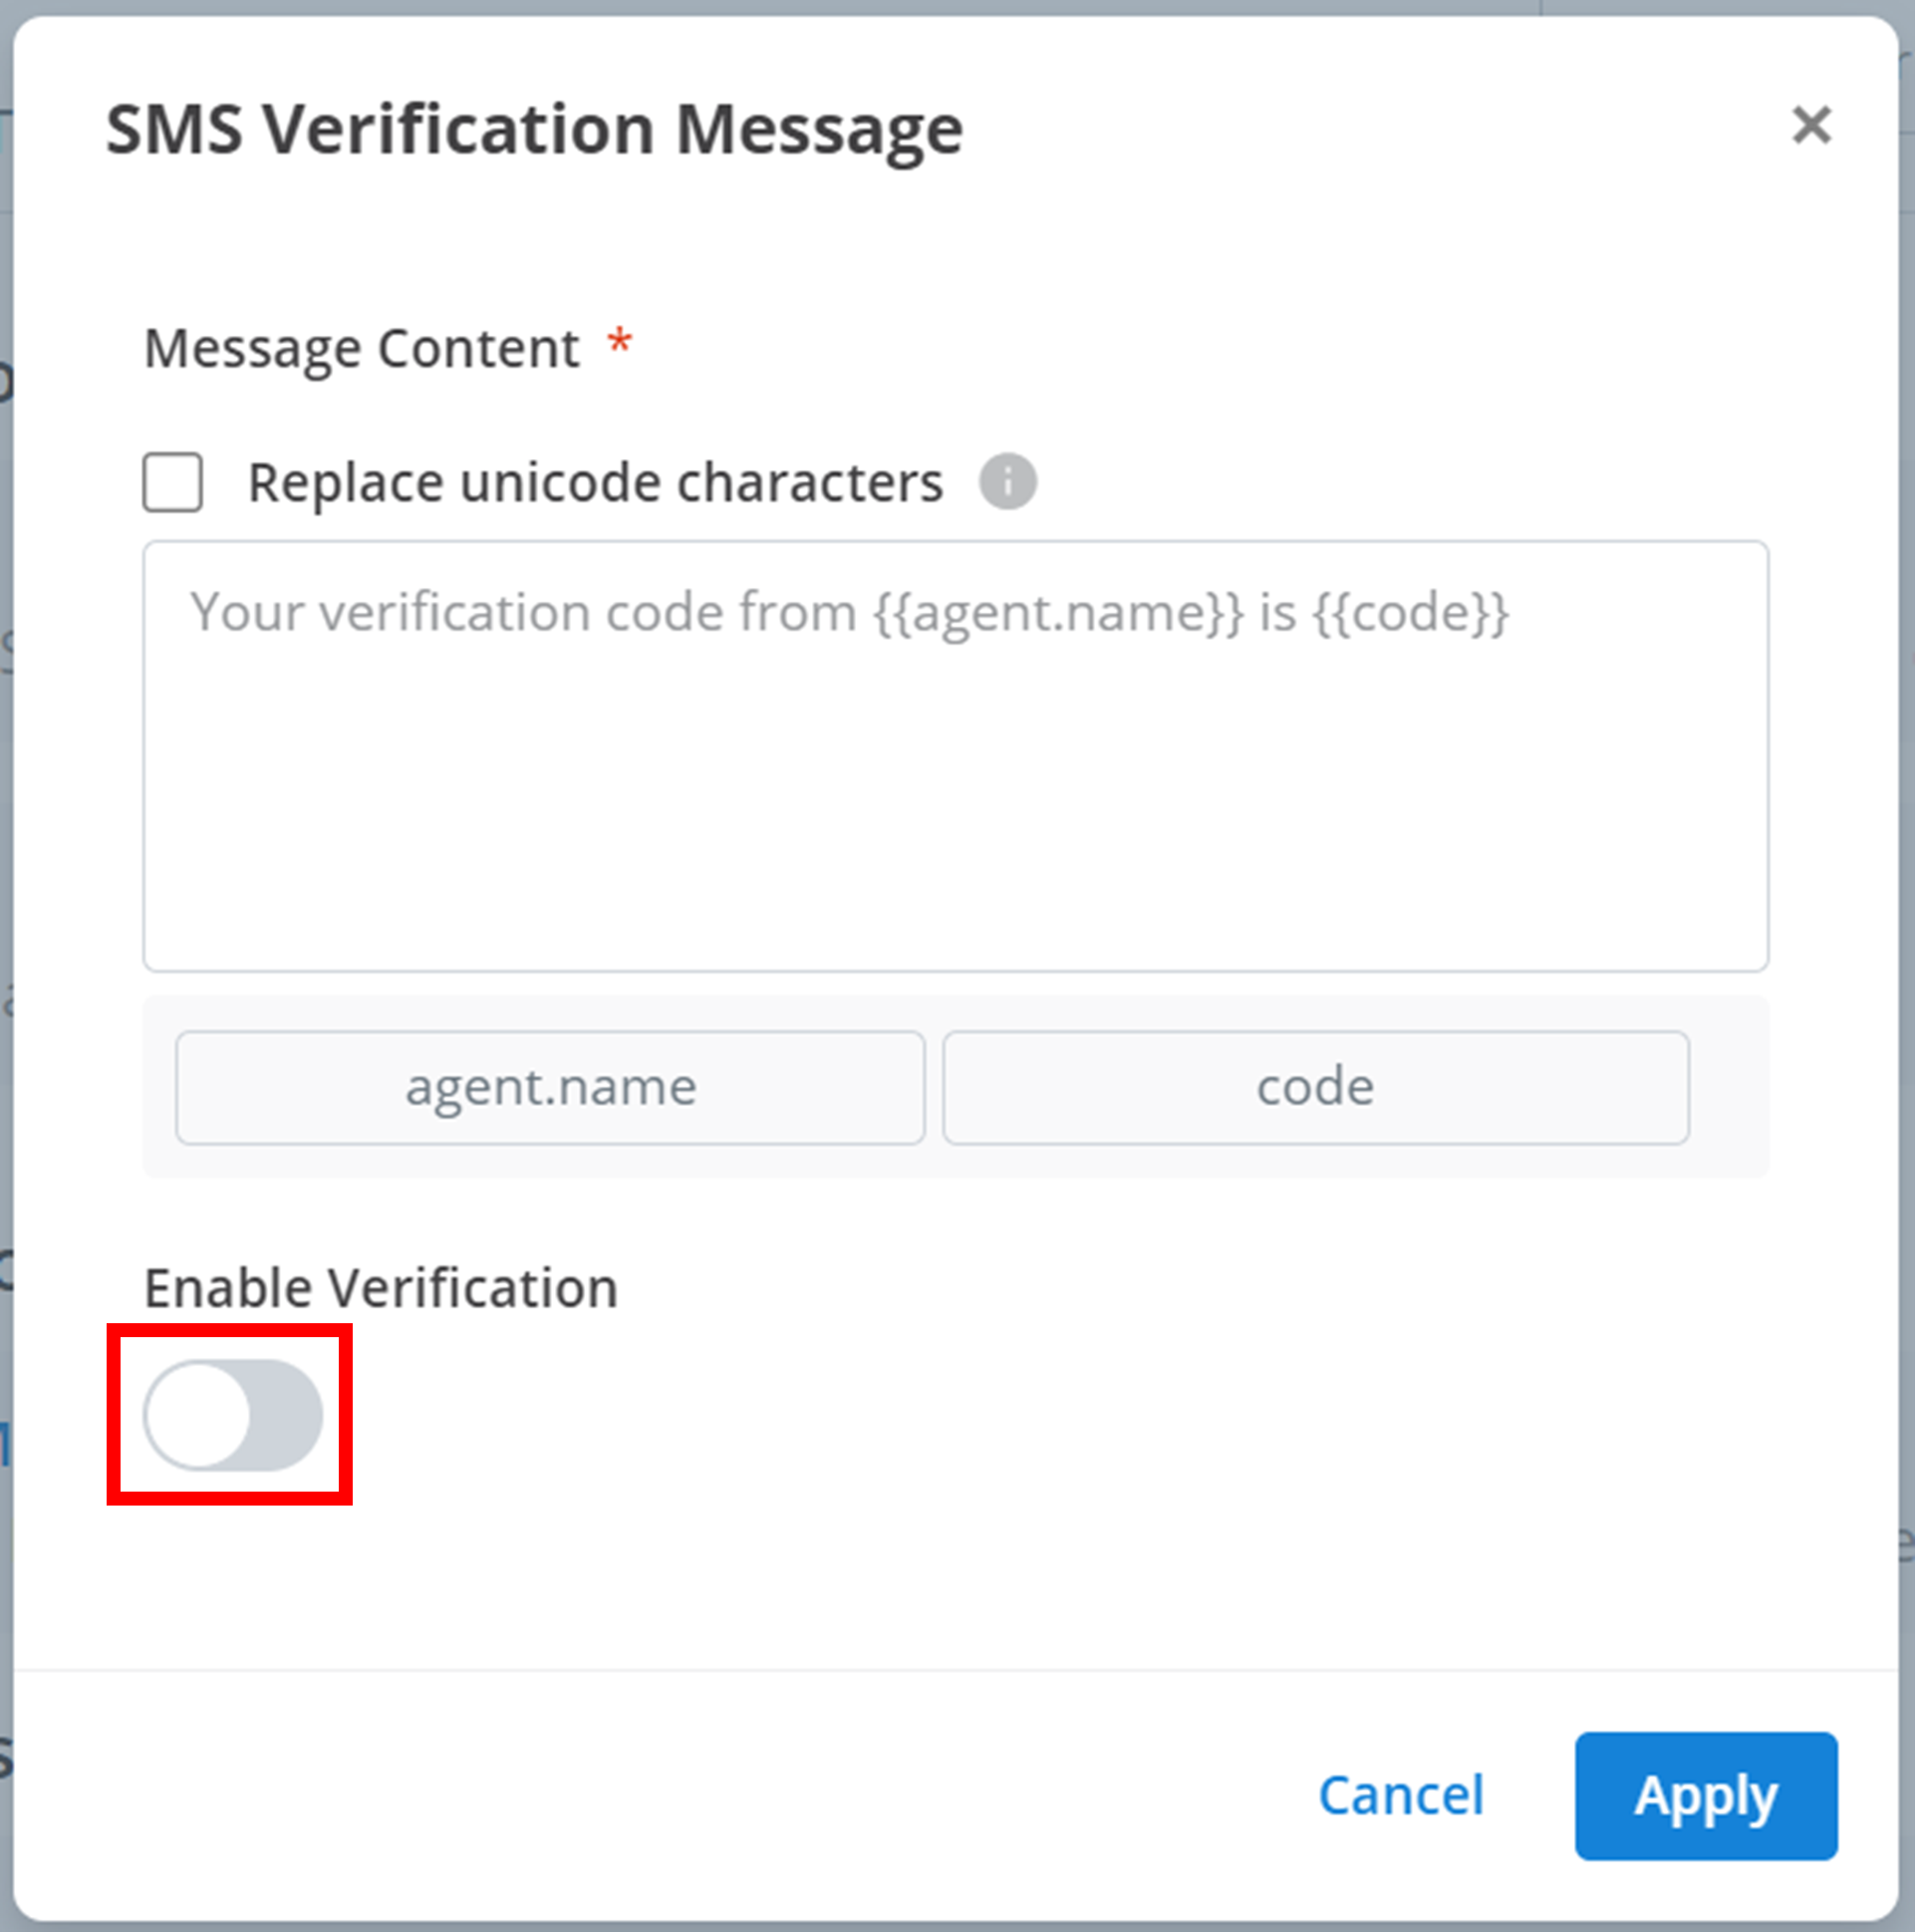 SMS Verification Message
Message Content *
Replace unicode characters
Your verification code from {{agent.name}} is {{code}}
agent.name code
Enable Verification
Cancel Apply